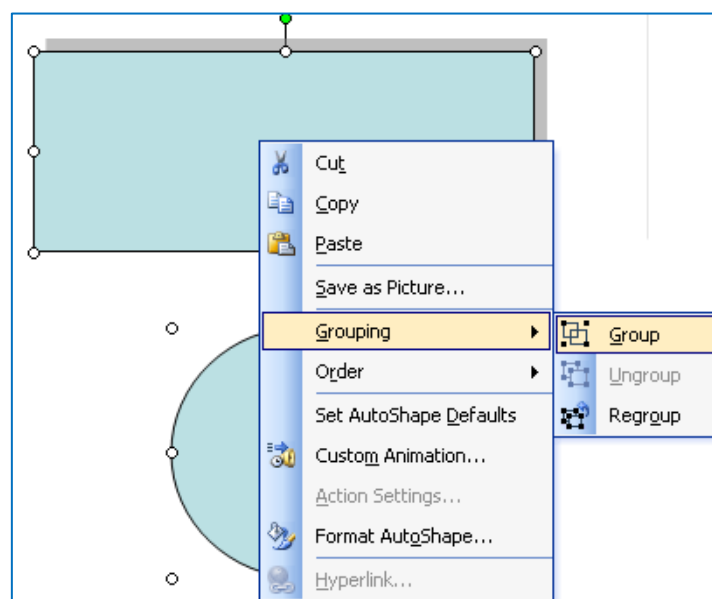 Cut
Copy
Paste
Save as Picture...
Grouping
Group
Order
Ungroup
Set AutoShape Defaults
Regroup
Custom Animation...
Action Settings...
Format AutoShape...
Hyperlink...